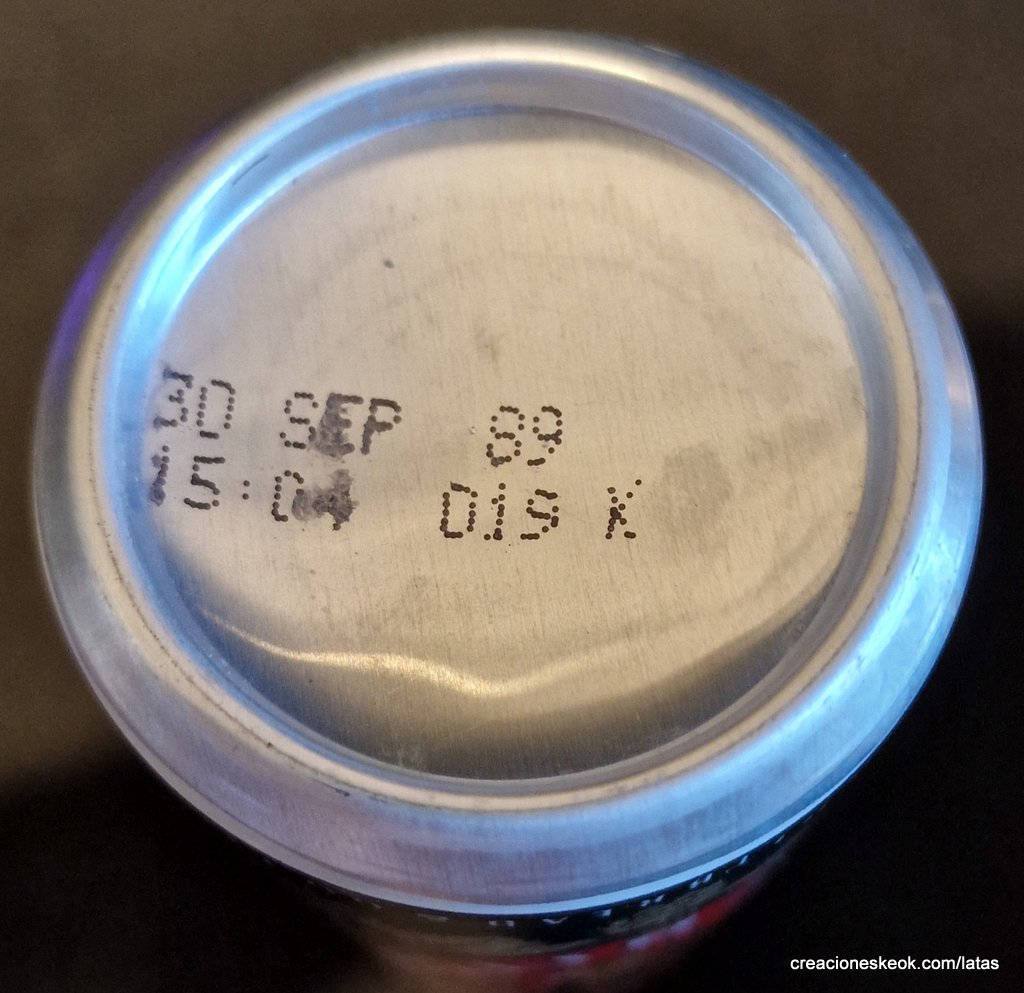 30 SEP 89
15:04 D19 K
creacioneskeok.com/latas